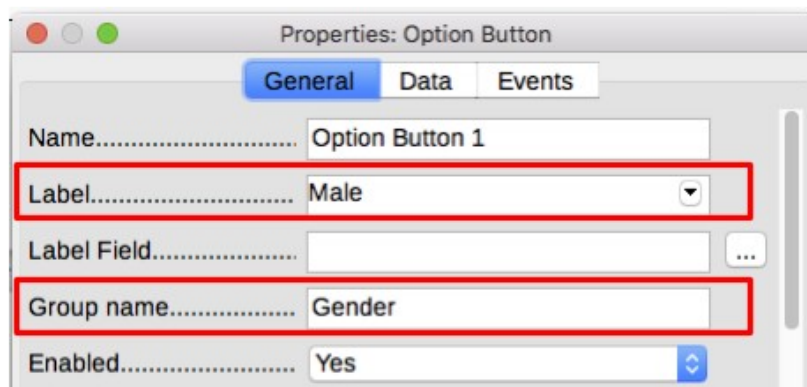 Properties: Option Button
General Data Events
Name............................ Option Button 1
Label............................. Male
Label Field..................... ...
Group name.................. Gender
Enabled......................... Yes